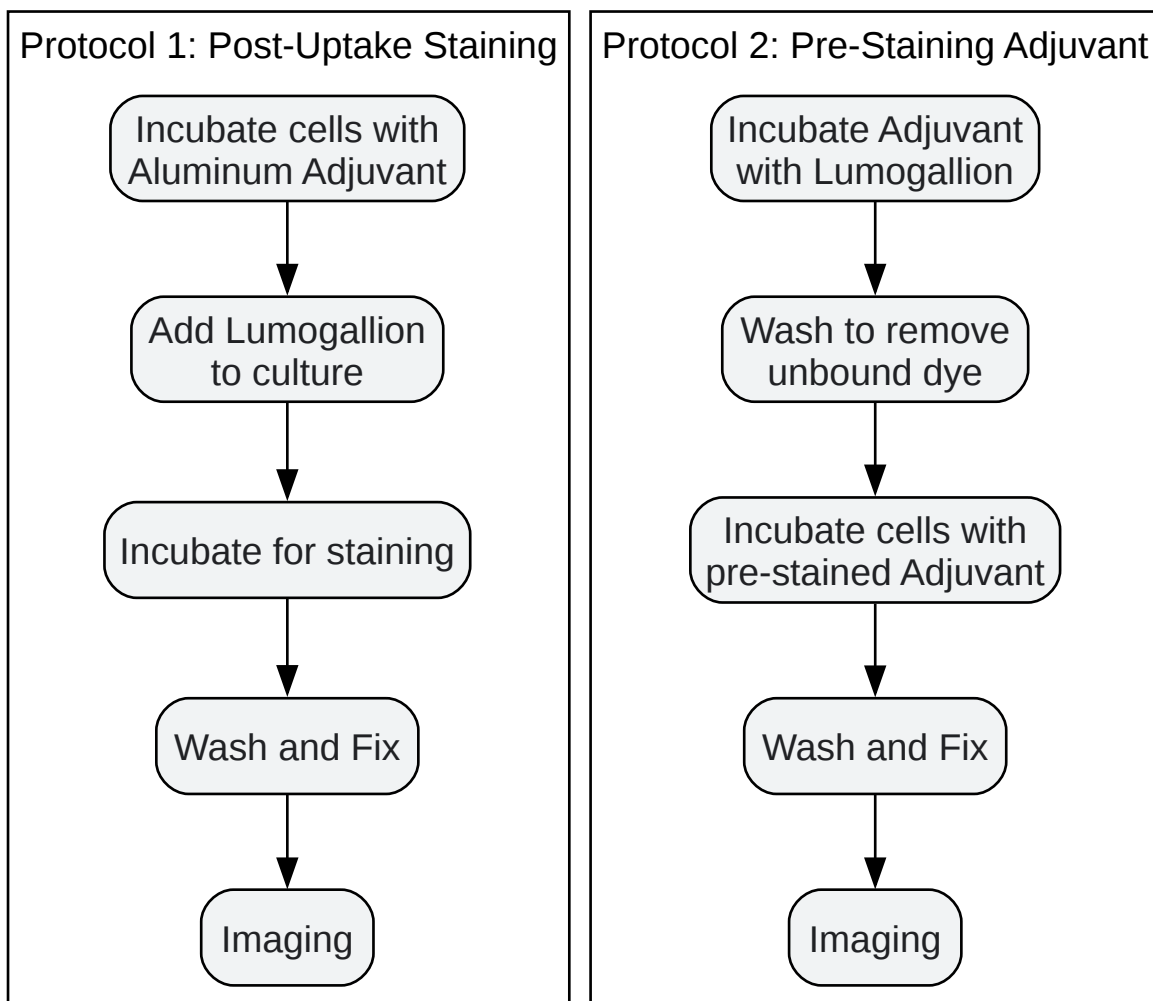 Protocol 1: Post-Uptake Staining
Incubate cells with
Aluminum Adjuvant
Add Lumogallion
to culture
Incubate for staining
Wash and Fix
Imaging
Protocol 2: Pre-Staining Adjuvant
Incubate Adjuvant
with Lumogallion
Wash to remove
unbound dye
Incubate cells with
pre-stained Adjuvant
Wash and Fix
Imaging